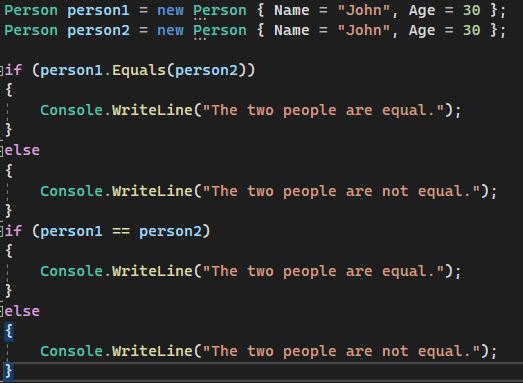 Person person1 = new Person { Name = "John", Age = 30 };
Person person2 = new Person { Name = "John", Age = 30 };

if (person1.Equals(person2))
{
    Console.WriteLine("The two people are equal.");
}
else
{
    Console.WriteLine("The two people are not equal.");
}
if (person1 == person2)
{
    Console.WriteLine("The two people are equal.");
}
else
{
    Console.WriteLine("The two people are not equal.");
}